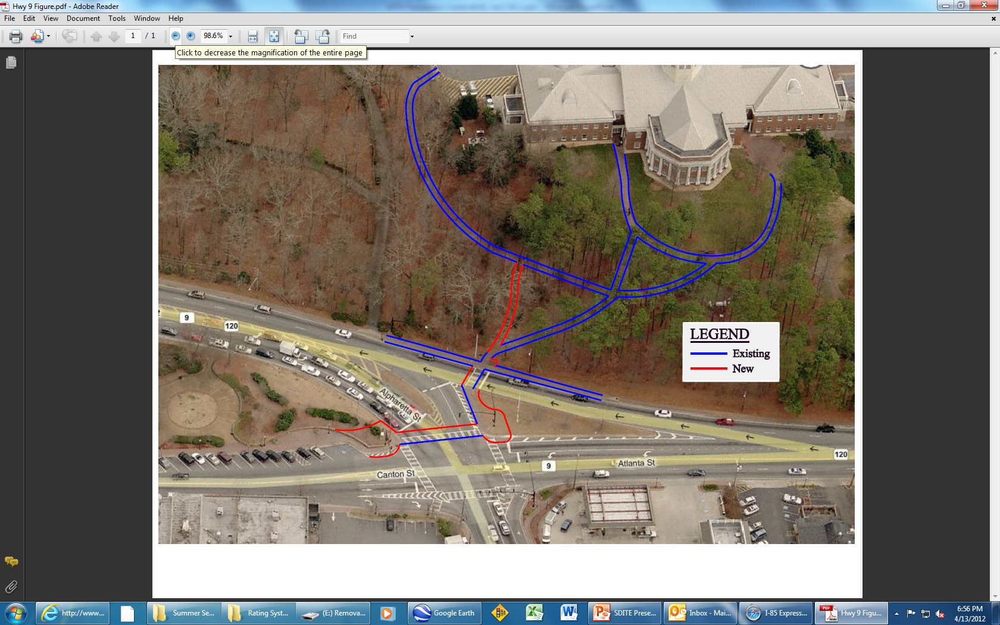 Hwy 9 Figure.pdf - Adobe Reader
File Edit View Document Tools Window Help
1 / 1 98.6% Find
Click to decrease the magnification of the entire page
9
120
LEGEND
Existing
New
Alpharetta St
Canton St
9
Atlanta St
120
http://www...
Summer Se...
Rating Syst...
(E:) Remova...
Google Earth
SDITE Prese...
Inbox - Mai...
I-85 Express...
Hwy 9 Figu...
6:56 PM
4/13/2012